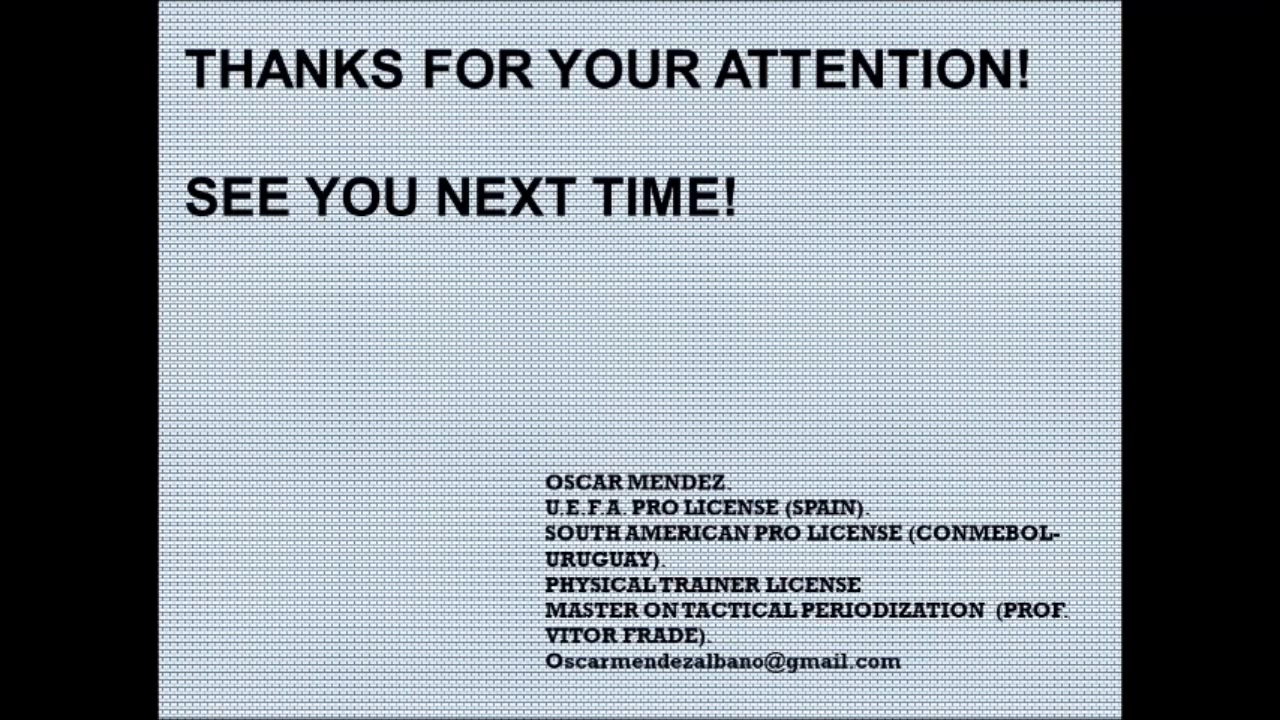 THANKS FOR YOUR ATTENTION!
SEE YOU NEXT TIME!
OSCAR MENDEZ.
U.E.F.A. PRO LICENSE (SPAIN).
SOUTH AMERICAN PRO LICENSE (CONMEBOL-
URUGUAY).
PHYSICAL TRAINER LICENSE
MASTER ON TACTICAL PERIODIZATION (PROF.
VITOR FRADE).
Oscarmendezalbano@gmail.com